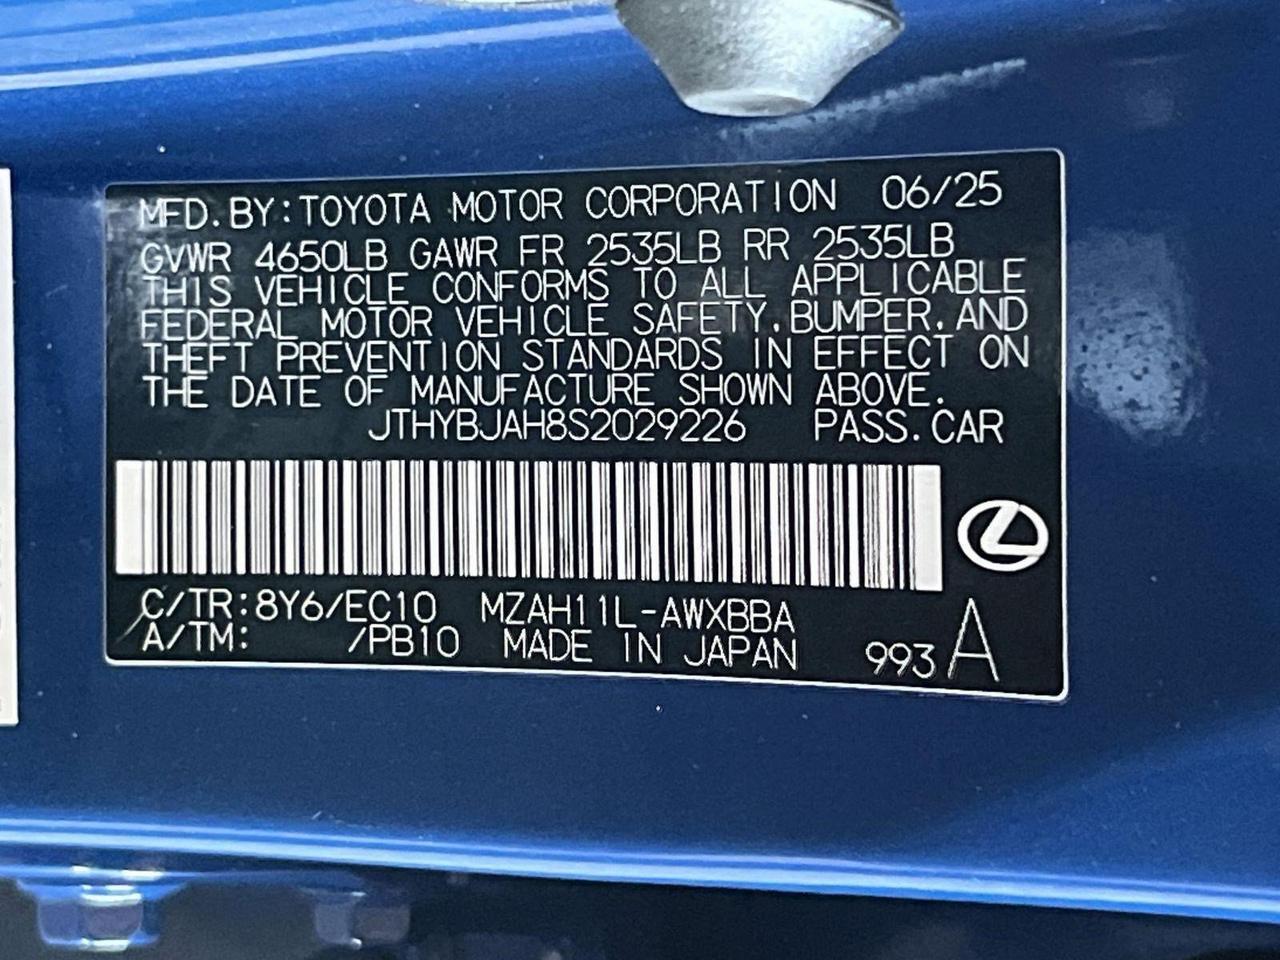 MFD. BY: TOYOTA MOTOR CORPORATION 06/25
GVWR 4650LB GAWR FR 2535LB RR 2535LB
THIS VEHICLE CONFORMS TO ALL APPLICABLE
FEDERAL MOTOR VEHICLE SAFETY, BUMPER, AND
THEFT PREVENTION STANDARDS IN EFFECT ON
THE DATE OF MANUFACTURE SHOWN ABOVE.
JTHYBJAH8S2029226 PASS. CAR
C/TR: 8Y6/EC10 MZAH11L-AWXBBA
A/TM: /PB10 MADE IN JAPAN 993 A